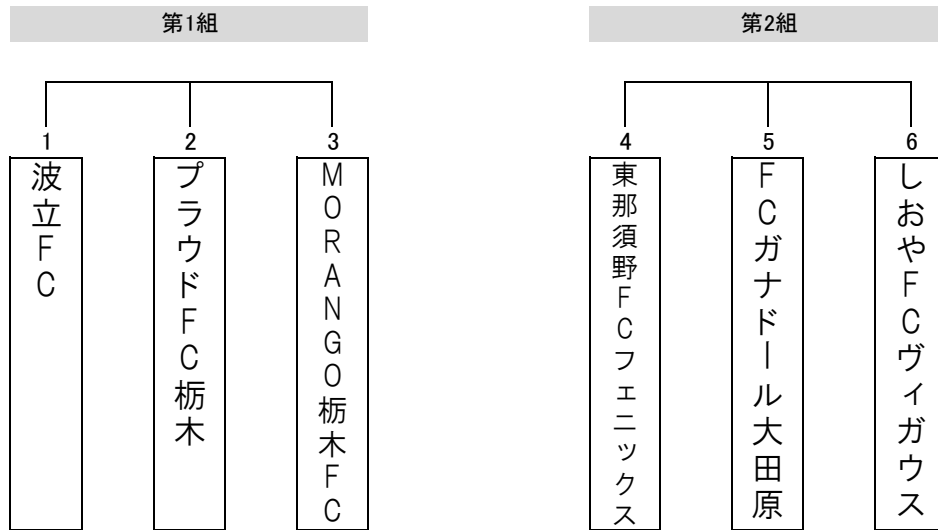 第1組
第2組
1
2
3
4
5
6
波立FC
プラウドFC栃木
MORANGO栃木FC
東那須野FCフェニックス
FCガナドール大田原
しおやFCヴィガウス